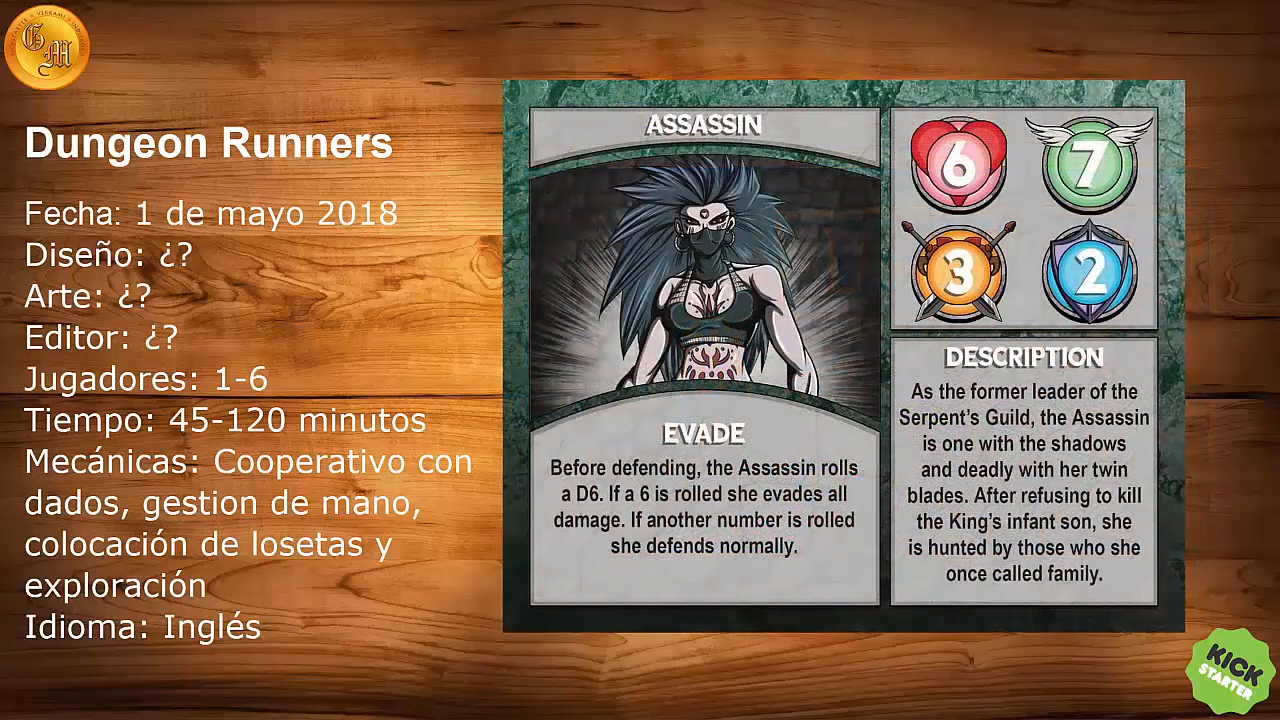 GM
Dungeon Runners
Fecha: 1 de mayo 2018
Diseño: ¿?
Arte: ¿?
Editor: ¿?
Jugadores: 1-6
Tiempo: 45-120 minutos
Mecánicas: Cooperativo con
dados, gestion de mano,
colocación de losetas y
exploración
Idioma: Inglés
ASSASSIN
EVADE
Before defending, the Assassin rolls
a D6. If a 6 is rolled she evades all
damage. If another number is rolled
she defends normally.
6
7
3
2
DESCRIPTION
As the former leader of the
Serpent's Guild, the Assassin
is one with the shadows
and deadly with her twin
blades. After refusing to kill
the King's infant son, she
is hunted by those who she
once called family.
KICK
STARTER